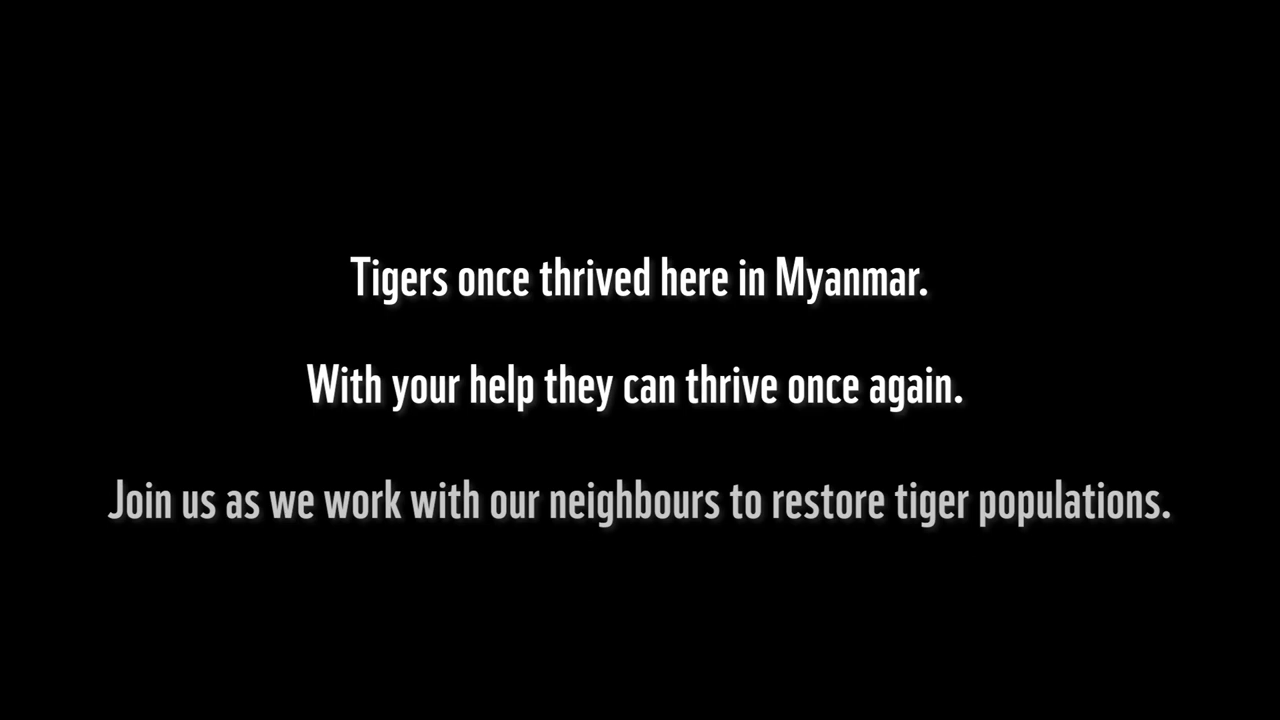 Tigers once thrived here in Myanmar.
With your help they can thrive once again.
Join us as we work with our neighbours to restore tiger populations.